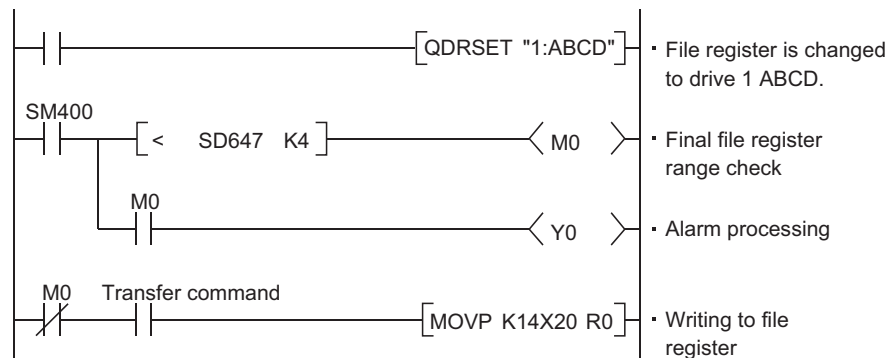 QDRSET "1:ABCD"
▪ File register is changed
to drive 1 ABCD.
SM400
< SD647 K4
M0
▪ Final file register
range check
M0
Y0
▪ Alarm processing
M0 Transfer command
MOVP K14X20 R0
▪ Writing to file
register